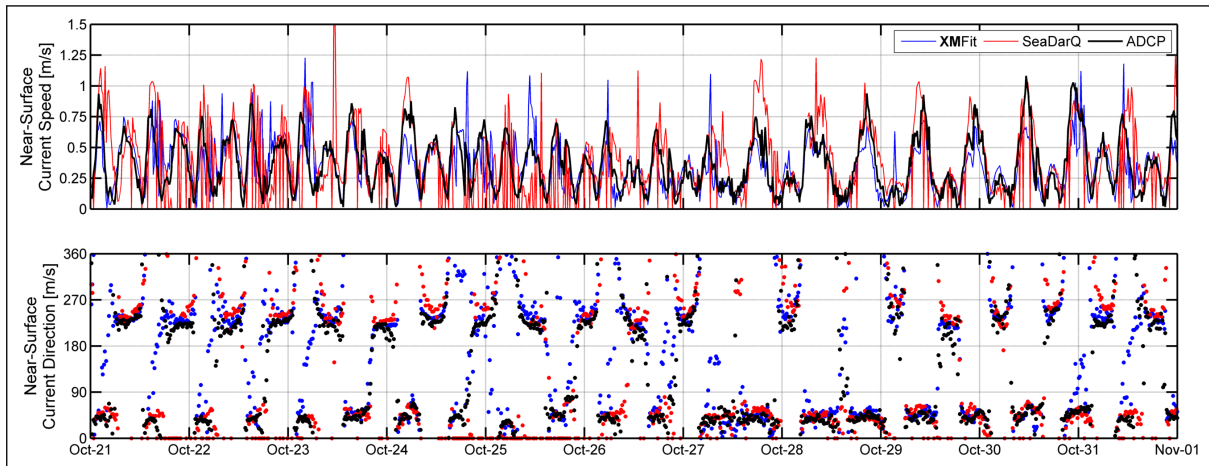 1.5
1.25
1
0.75
0.5
0.25
0
Near-Surface
Current Speed [m/s]
XMFit SeaDarQ ADCP
360
270
180
90
0
Near-Surface
Current Direction [m/s]
Oct-21 Oct-22 Oct-23 Oct-24 Oct-25 Oct-26 Oct-27 Oct-28 Oct-29 Oct-30 Oct-31 Nov-01